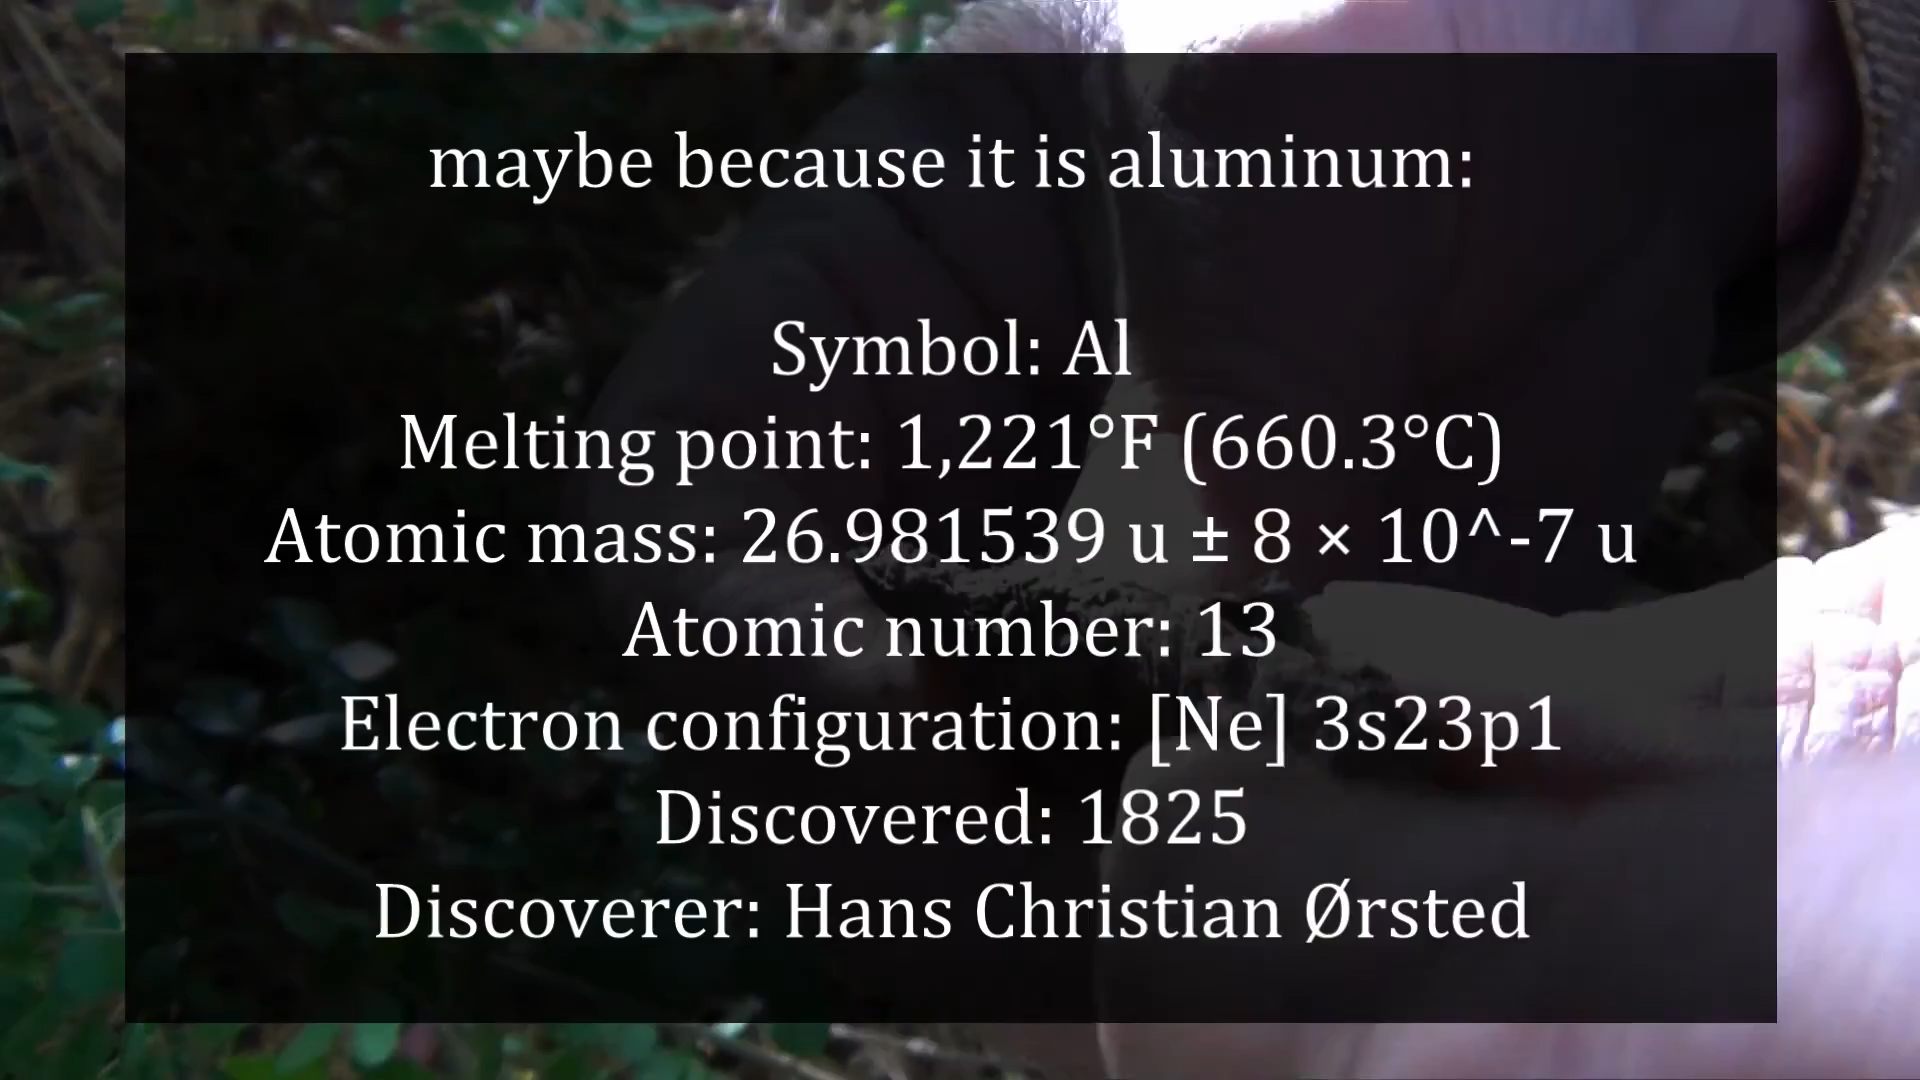 maybe because it is aluminum:
Symbol: Al
Melting point: 1,221°F (660.3°C)
Atomic mass: 26.981539 u ± 8 × 10^-7 u
Atomic number: 13
Electron configuration: [Ne] 3s23p1
Discovered: 1825
Discoverer: Hans Christian Ørsted